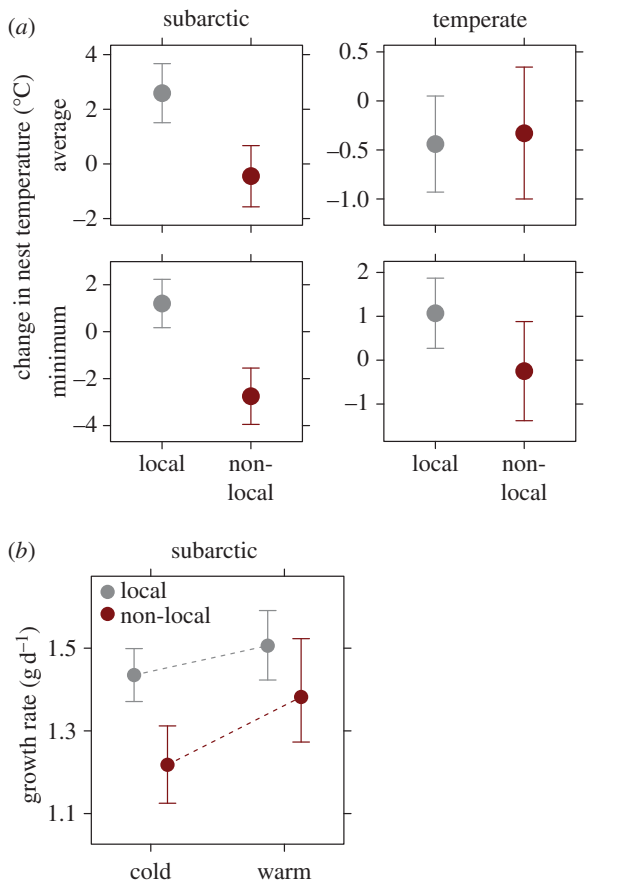 (a)
subarctic
temperate
change in nest temperature (°C)
average
4
2
0
−2
0.5
0
−0.5
−1.0
minimum
2
0
−2
−4
2
1
0
−1
local
non-
local
local
non-
local
(b)
subarctic
local
non-local
growth rate (g d⁻¹)
1.5
1.3
1.1
cold
warm